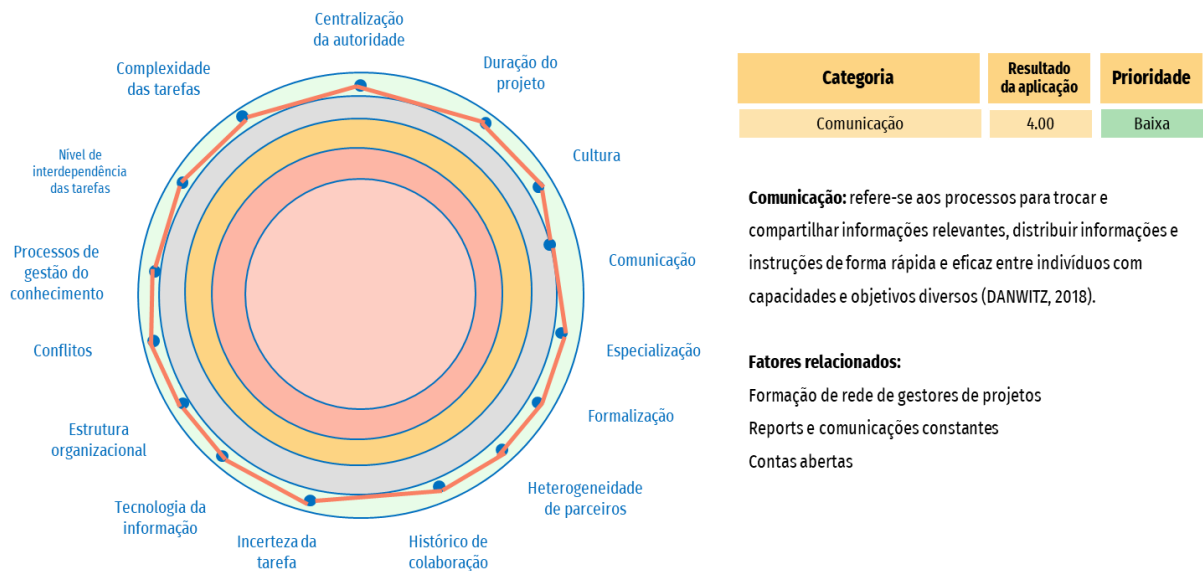 Centralização
da autoridade
Duração do
projeto
Cultura
Comunicação
Especialização
Formalização
Heterogeneidade
de parceiros
Histórico de
colaboração
Incerteza da
tarefa
Tecnologia da
informação
Estrutura
organizacional
Conflitos
Processos de
gestão do
conhecimento
Nível de
interdependência
das tarefas
Complexidade
das tarefas
Categoria
Resultado
da aplicação
Prioridade
Comunicação
4.00
Baixa
Comunicação: refere-se aos processos para trocar e
compartilhar informações relevantes, distribuir informações e
instruções de forma rápida e eficaz entre indivíduos com
capacidades e objetivos diversos (DANWITZ, 2018).
Fatores relacionados:
Formação de rede de gestores de projetos
Reports e comunicações constantes
Contas abertas